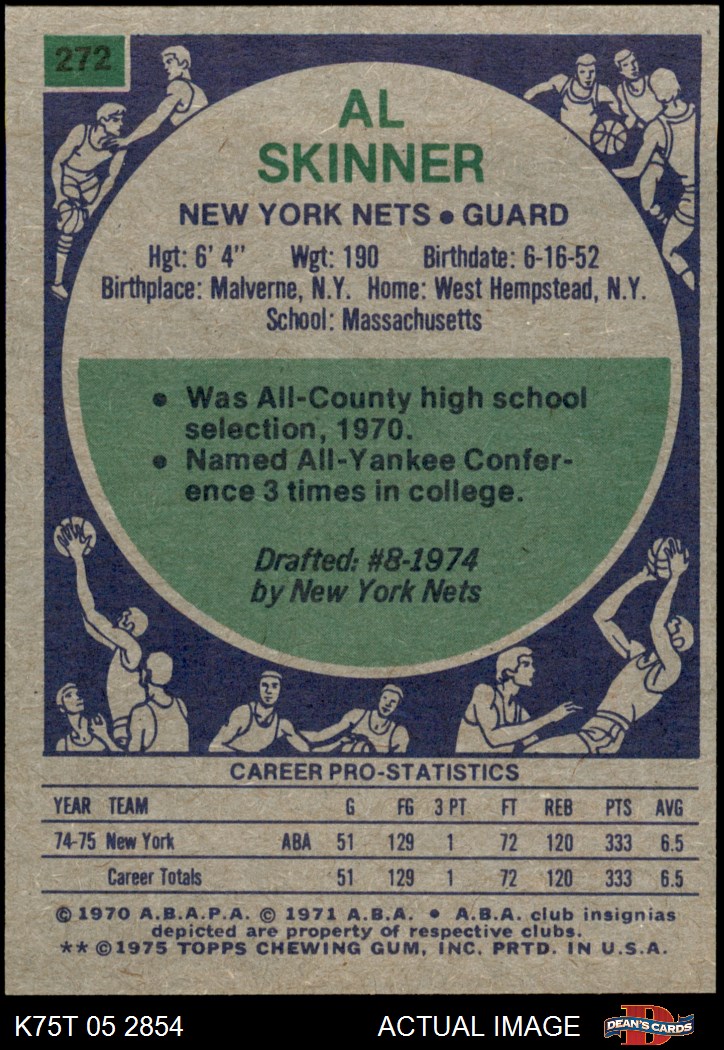 272
AL
SKINNER
NEW YORK NETS • GUARD
Hgt: 6' 4" Wgt: 190 Birthdate: 6-16-52
Birthplace: Malverne, N.Y. Home: West Hempstead, N.Y.
School: Massachusetts
• Was All-County high school
selection, 1970.
• Named All-Yankee Confer-
ence 3 times in college.
Drafted: #8-1974
by New York Nets
CAREER PRO-STATISTICS
YEAR TEAM G FG 3 PT FT REB PTS AVG
74-75 New York ABA 51 129 1 72 120 333 6.5
Career Totals 51 129 1 72 120 333 6.5
© 1970 A.B.A.P.A. © 1971 A.B.A. • A.B.A. club insignias
depicted are property of respective clubs.
** © 1975 TOPPS CHEWING GUM, INC. PRTD. IN U.S.A.
K75T 05 2854 ACTUAL IMAGE D DEAN'S CARDS